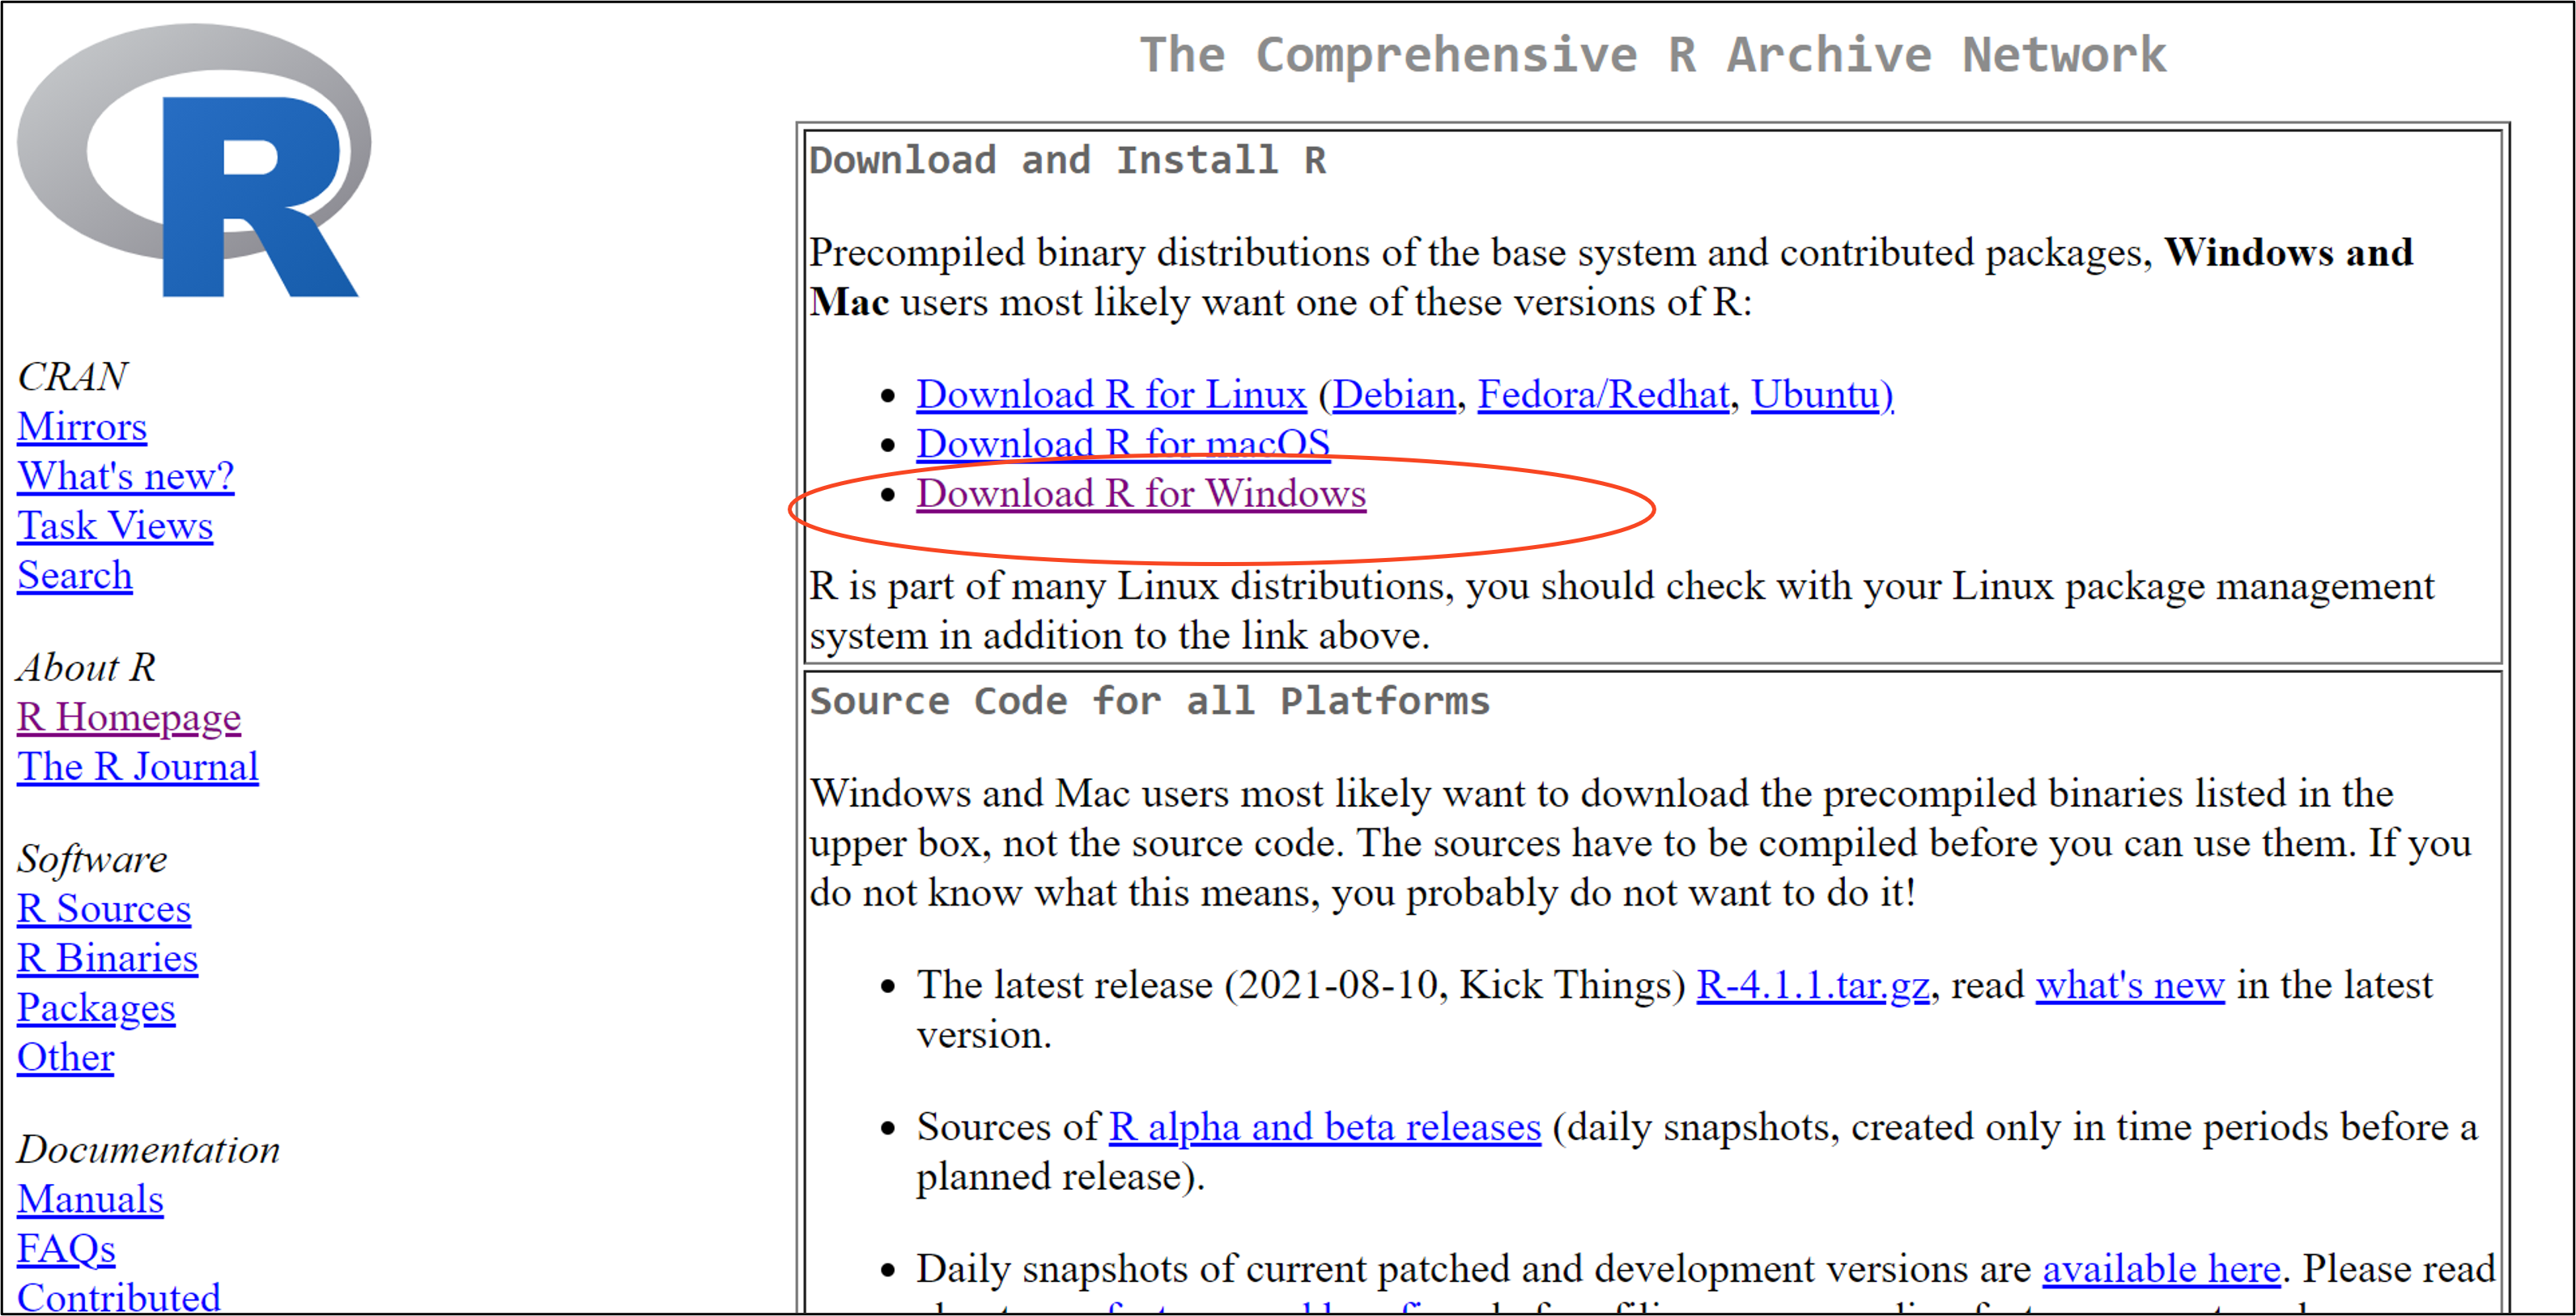 R
The Comprehensive R Archive Network
CRAN
Mirrors
What's new?
Task Views
Search
About R
R Homepage
The R Journal
Software
R Sources
R Binaries
Packages
Other
Documentation
Manuals
FAQs
Contributed
Download and Install R
Precompiled binary distributions of the base system and contributed packages, Windows and
Mac users most likely want one of these versions of R:
• Download R for Linux (Debian, Fedora/Redhat, Ubuntu)
• Download R for macOS
• Download R for Windows
R is part of many Linux distributions, you should check with your Linux package management
system in addition to the link above.
Source Code for all Platforms
Windows and Mac users most likely want to download the precompiled binaries listed in the
upper box, not the source code. The sources have to be compiled before you can use them. If you
do not know what this means, you probably do not want to do it!
• The latest release (2021-08-10, Kick Things) R-4.1.1.tar.gz, read what's new in the latest
version.
• Sources of R alpha and beta releases (daily snapshots, created only in time periods before a
planned release).
• Daily snapshots of current patched and development versions are available here. Please read